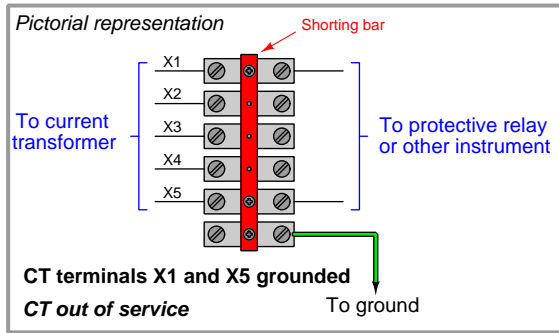 Pictorial representation
Shorting bar
X1
X2
X3
X4
X5
To current
transformer
To protective relay
or other instrument
CT terminals X1 and X5 grounded
CT out of service
To ground